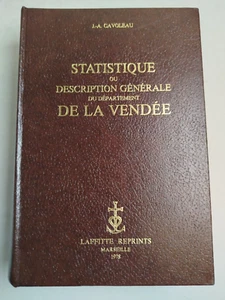 J.-A. CAVOLEAU
STATISTIQUE
OU
DESCRIPTION GÉNÉRALE
DU DÉPARTEMENT
DE LA VENDÉE
LAFFITTE REPRINTS
MARSEILLE
1978